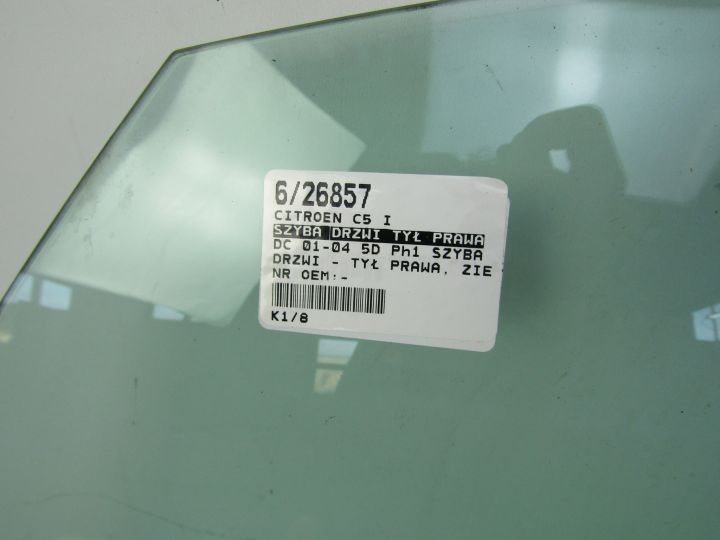 6/26857
CITROEN C5 I
SZYBA DRZWI TYŁ PRAWA
DC 01-04 5D Ph1 SZYBA
DRZWI - TYŁ PRAWA, ZIE
NR OEM:-
K1/8